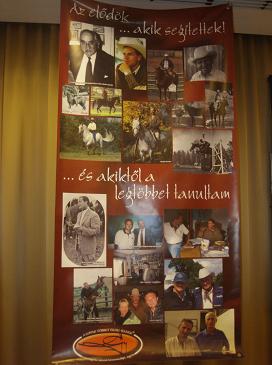 Az elődök ...
... akik segítettek!
... és akiktől a
legtöbbet tanultam